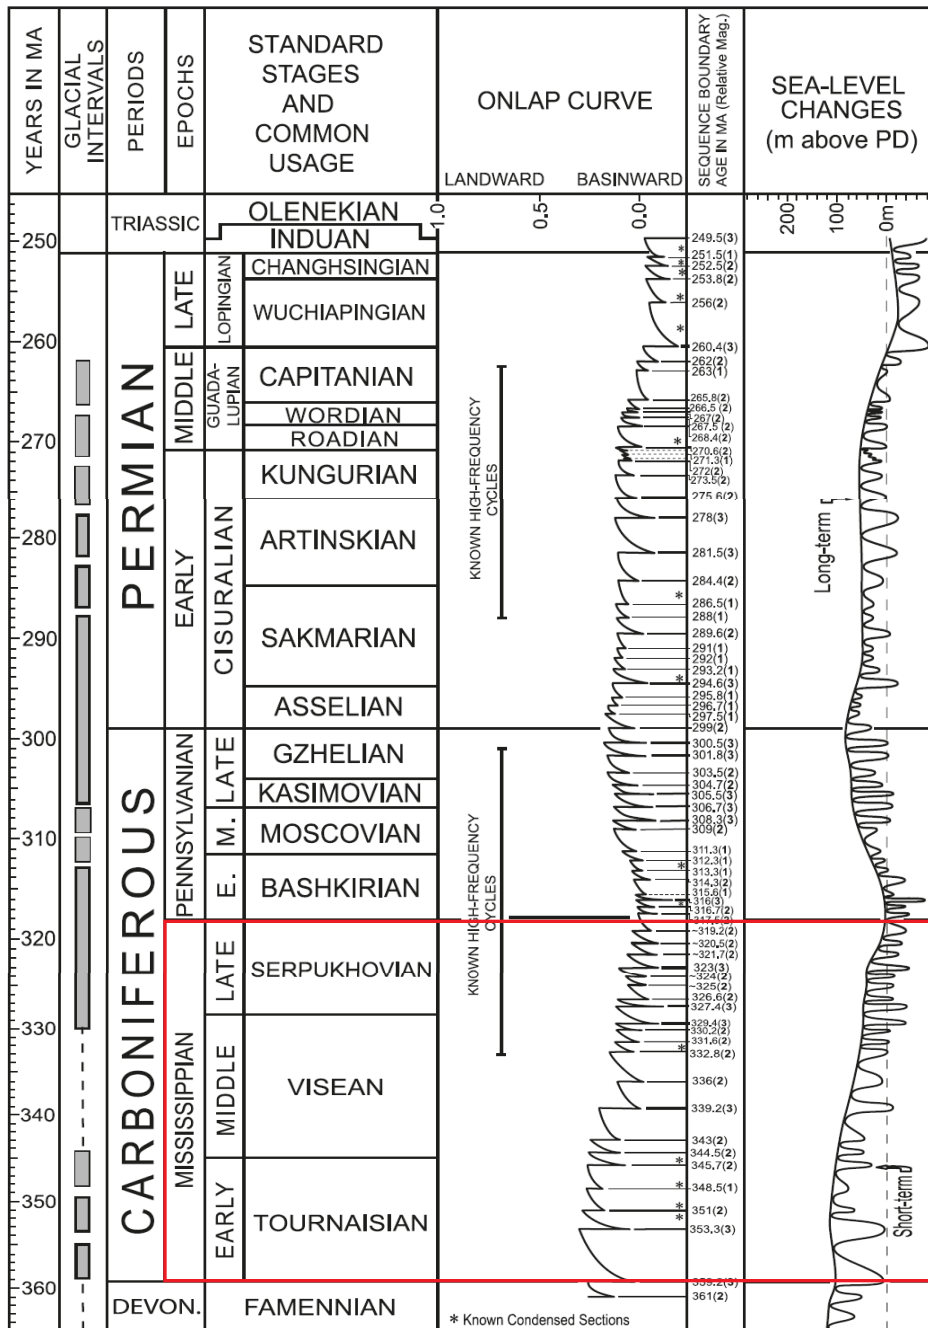 YEARS IN MA
GLACIAL
INTERVALS
PERIODS
EPOCHS
STANDARD
STAGES
AND
COMMON
USAGE
ONLAP CURVE
LANDWARD
BASINWARD
SEQUENCE BOUNDARY
AGE IN MA (Relative Mag.)
SEA-LEVEL
CHANGES
(m above PD)
1.0
0.5
0.0
200
100
0m
250
260
270
280
290
300
310
320
330
340
350
360
TRIASSIC
PERMIAN
CARBONIFEROUS
DEVON.
LATE
MIDDLE
EARLY
PENNSYLVANIAN
MISSISSIPPIAN
LOPINGIAN
GUADA-
LUPIAN
CISURALIAN
LATE
M.
E.
LATE
MIDDLE
EARLY
OLENEKIAN
INDUAN
CHANGHSINGIAN
WUCHIAPINGIAN
CAPITANIAN
WORDIAN
ROADIAN
KUNGURIAN
ARTINSKIAN
SAKMARIAN
ASSELIAN
GZHELIAN
KASIMOVIAN
MOSCOVIAN
BASHKIRIAN
SERPUKHOVIAN
VISEAN
TOURNAISIAN
FAMENNIAN
KNOWN HIGH-FREQUENCY
CYCLES
KNOWN HIGH-FREQUENCY
CYCLES
* Known Condensed Sections
249.5(3)
251.5(1)
252.5(2)
253.8(2)
256(2)
260.4(3)
262(2)
263(1)
265.8(2)
266.5 (2)
267(2)
267.5 (2)
268.4(2)
270.6(2)
271.3(1)
272(2)
273.5(2)
275.6(2)
278(3)
281.5(3)
284.4(2)
286.5(1)
288(1)
289.6(2)
291(1)
292(1)
293.2(1)
294.6(3)
295.8(1)
296.7(1)
297.5(1)
299(2)
300.5(3)
301.8(3)
303.5(2)
304.7(2)
305.5(3)
306.7(3)
308.3(3)
309(2)
311.3(1)
312.3(1)
313.3(1)
314.3(2)
315.6(1)
316(3)
316.7(2)
~319.2(2)
~320.5(2)
~321.7(2)
323(3)
~324(2)
~325(2)
326.6(2)
327.4(3)
329.4(3)
330.2(2)
331.6(2)
332.8(2)
336(2)
339.2(3)
343(2)
344.5(2)
345.7(2)
348.5(1)
351(2)
353.3(3)
359.2(3)
361(2)
Long-term
Short-term